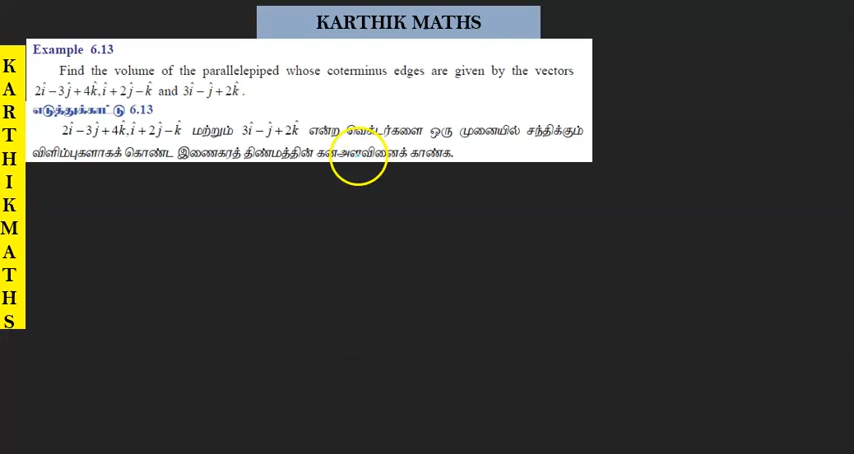 KARTHIK MATHS
Example 6.13
Find the volume of the parallelepiped whose coterminus edges are given by the vectors
2î − 3ĵ + 4k̂, î + 2ĵ − k̂ and 3î − ĵ + 2k̂ .
எடுத்துக்காட்டு 6.13
2î − 3ĵ + 4k̂, î + 2ĵ − k̂ மற்றும் 3î − ĵ + 2k̂ என்ற வெக்டர்களை ஒரு முனையில் சந்திக்கும்
விளிம்புகளாகக் கொண்ட இணைகரத் திண்மத்தின் கனஅளவினைக் காண்க.
K
A
R
T
H
I
K
M
A
T
H
S